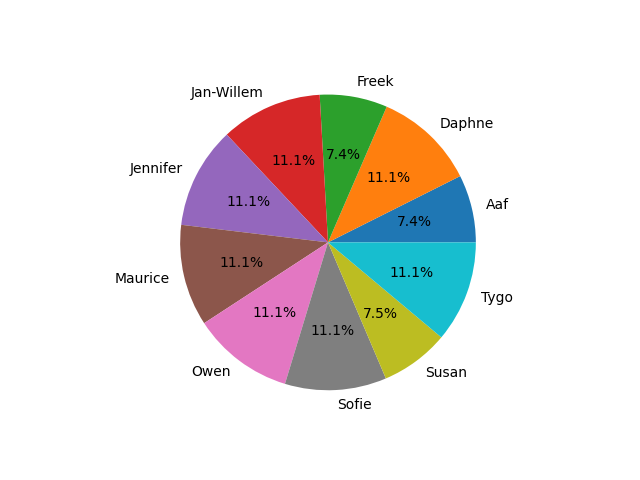 Freek
Jan-Willem
Daphne
7.4%
11.1%
Jennifer
11.1%
11.1%
Aaf
7.4%
11.1%
11.1%
Maurice
Tygo
11.1%
7.5%
11.1%
Owen
Susan
Sofie